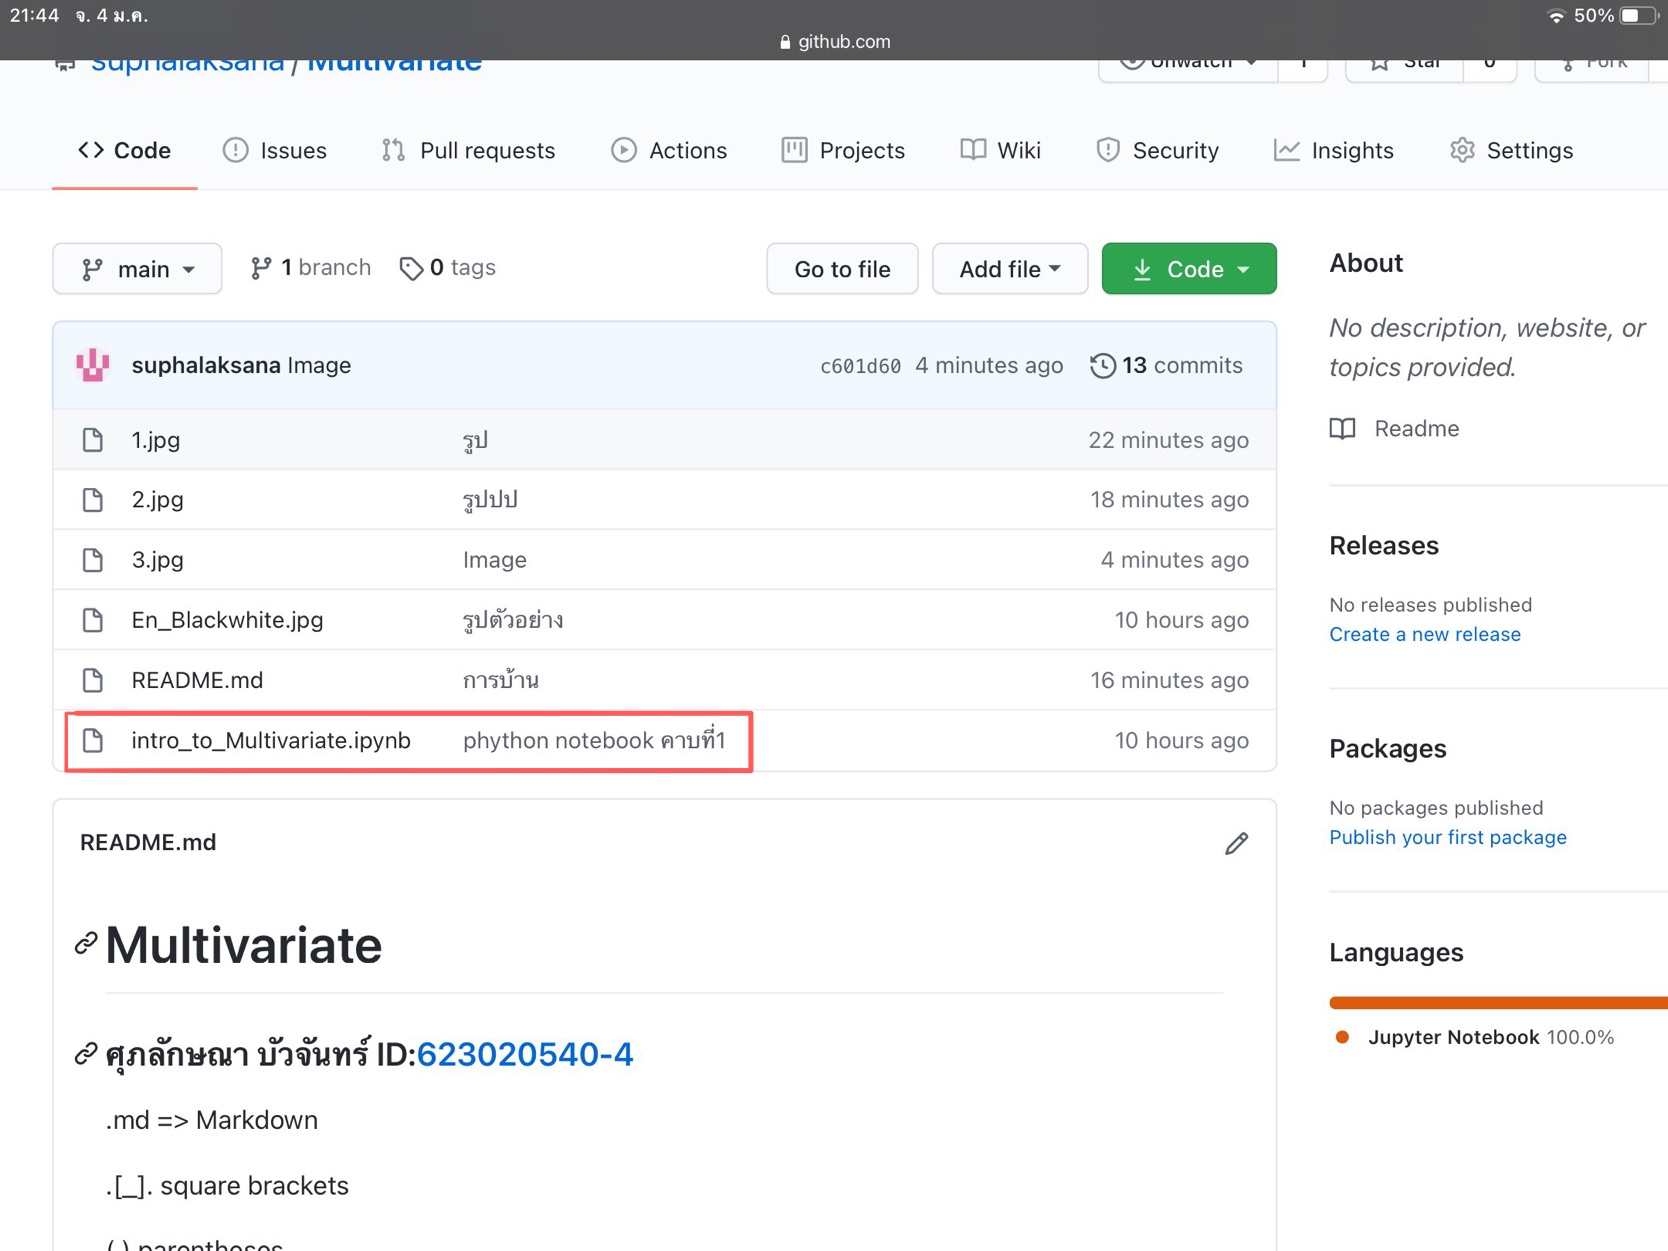 21:44 จ. 4 ม.ค.
50%
github.com
suphalaksana / Multivariate
Unwatch 1 Star 0 Fork
Code Issues Pull requests Actions Projects Wiki Security Insights Settings
main 1 branch 0 tags Go to file Add file Code
suphalaksana Image c601d60 4 minutes ago 13 commits
1.jpg รูป 22 minutes ago
2.jpg รูปปป 18 minutes ago
3.jpg Image 4 minutes ago
En_Blackwhite.jpg รูปตัวอย่าง 10 hours ago
README.md การบ้าน 16 minutes ago
intro_to_Multivariate.ipynb phython notebook คาบที่1 10 hours ago
README.md
Multivariate
ศุภลักษณา บัวจันทร์ ID:623020540-4
.md => Markdown
.[_]. square brackets
( ) parentheses
About
No description, website, or
topics provided.
Readme
Releases
No releases published
Create a new release
Packages
No packages published
Publish your first package
Languages
Jupyter Notebook 100.0%